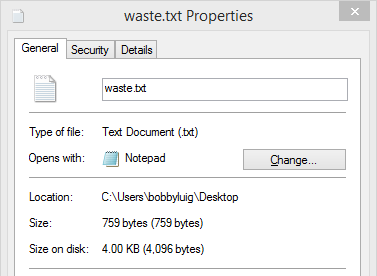 waste.txt Properties
General Security Details
waste.txt
Type of file: Text Document (.txt)
Opens with: Notepad Change...
Location: C:\Users\bobbyluig\Desktop
Size: 759 bytes (759 bytes)
Size on disk: 4.00 KB (4,096 bytes)